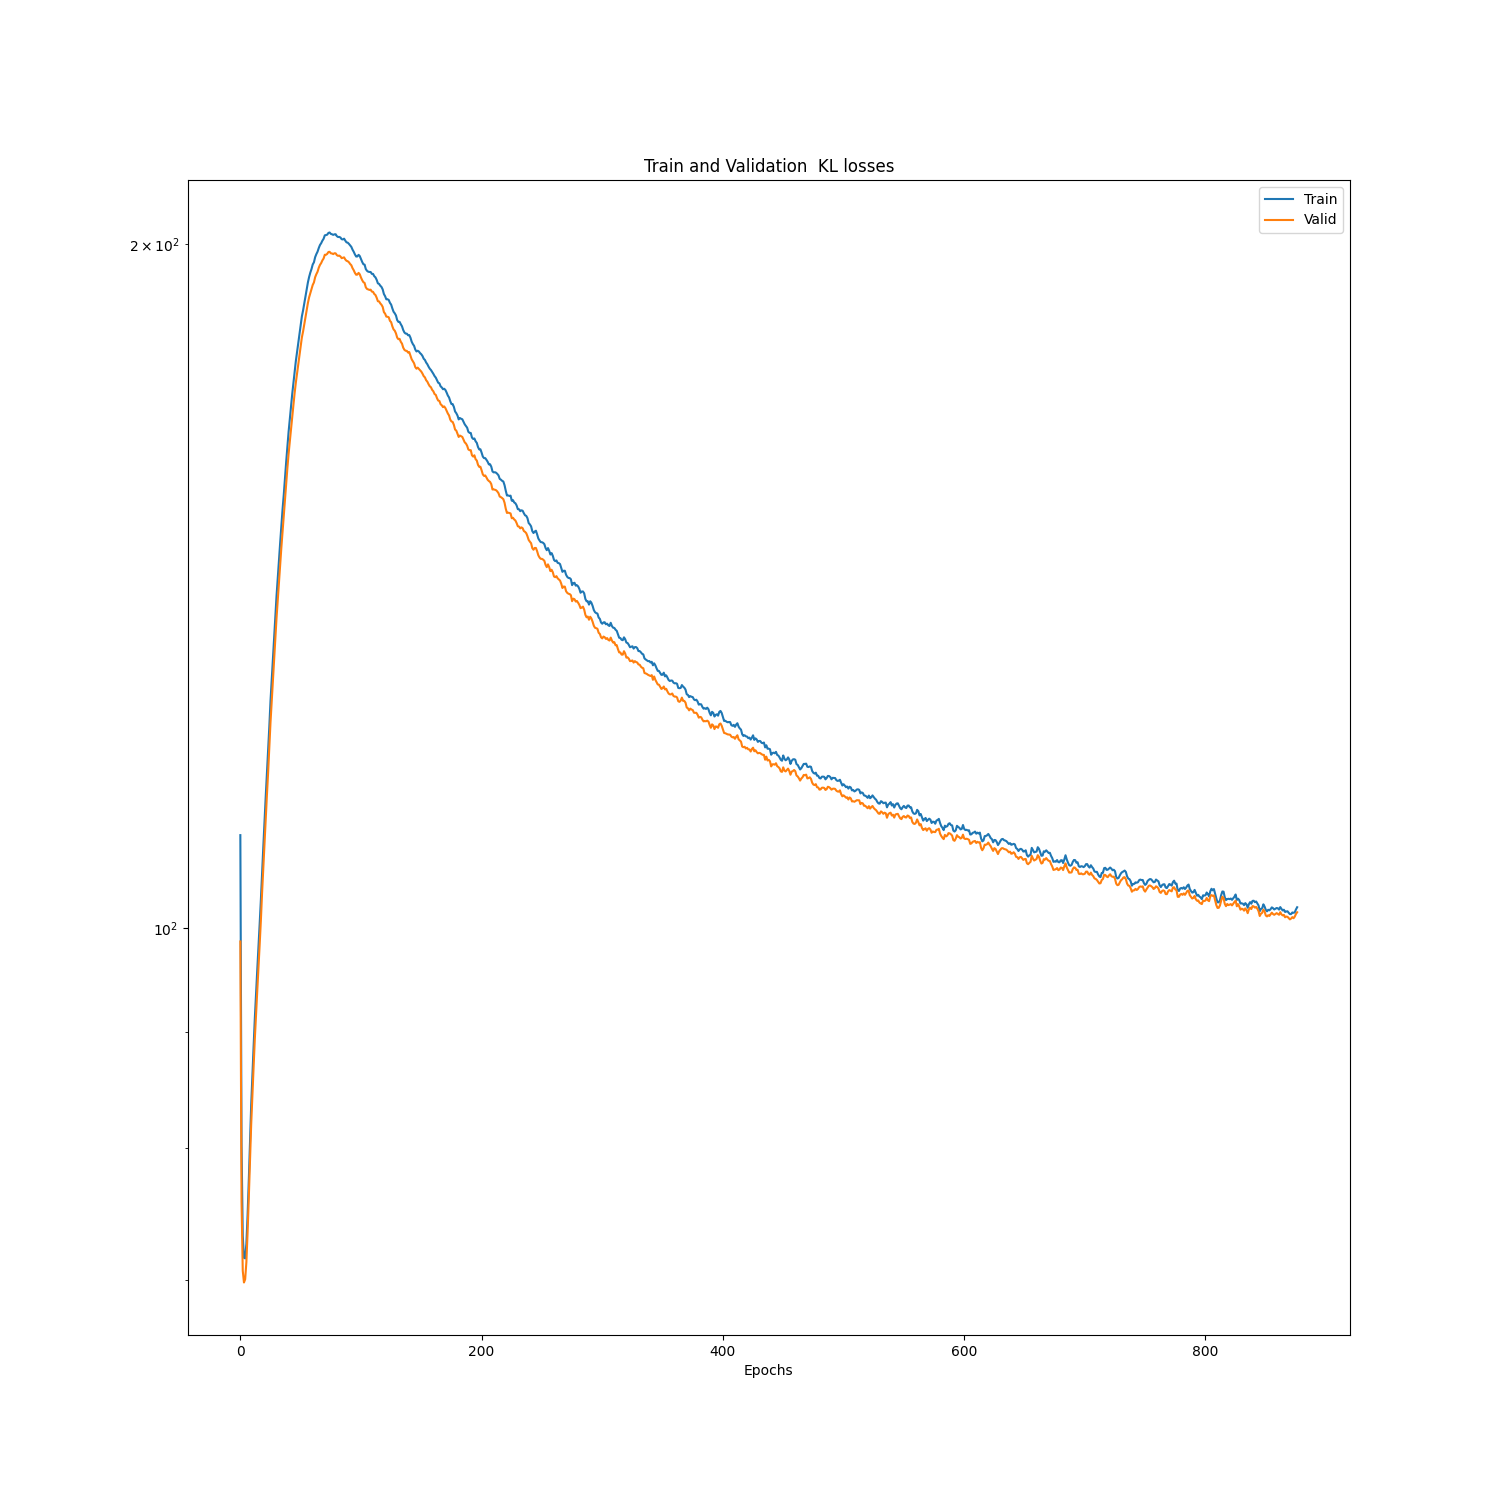 Train and Validation  KL losses
Train
Valid
2 × 10²
10²
0 200 400 600 800
Epochs